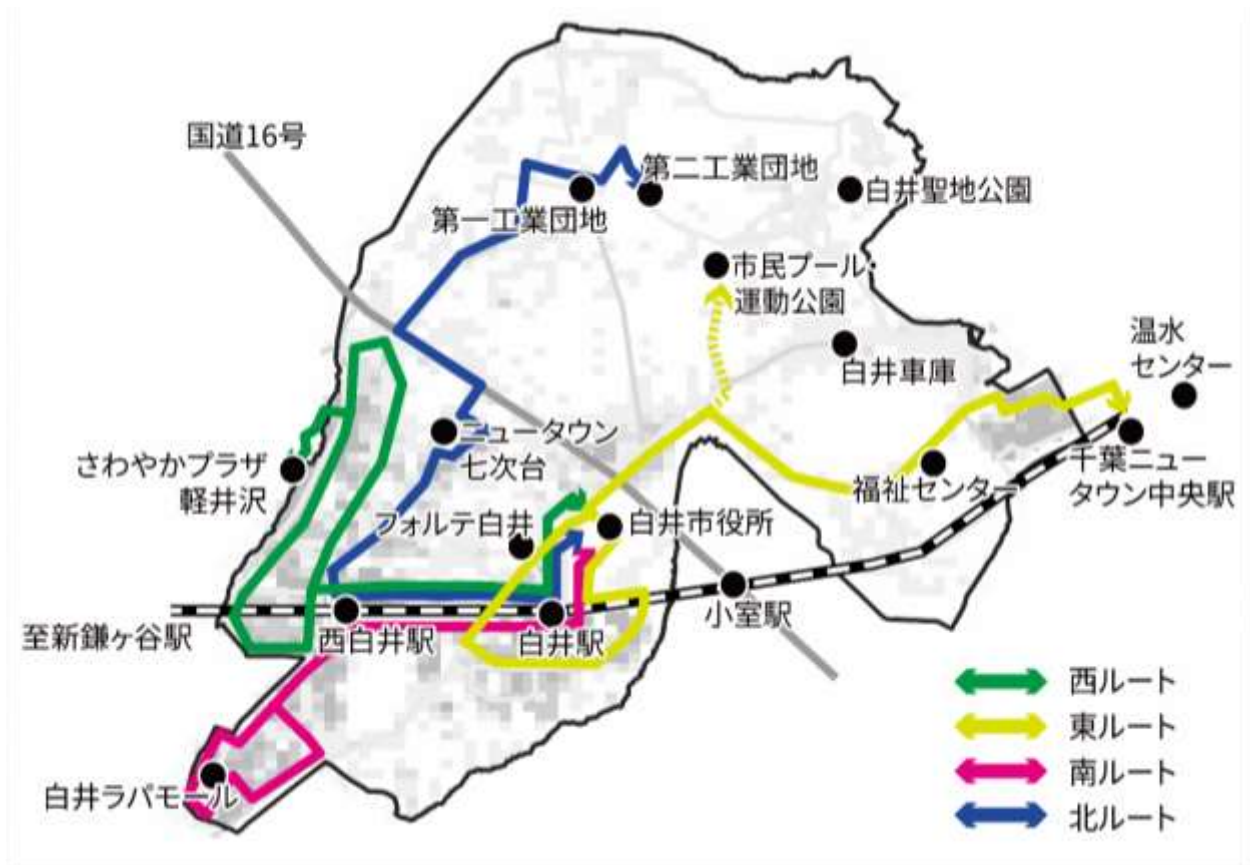 国道16号
第二工業団地
白井聖地公園
第一工業団地
市民プール・
運動公園
温水
センター
白井車庫
ニュータウン
七次台
さわやかプラザ
軽井沢
福祉センター
千葉ニュー
タウン中央駅
フォルテ白井
白井市役所
小室駅
至新鎌ヶ谷駅
西白井駅
白井駅
白井ラパモール
西ルート
東ルート
南ルート
北ルート